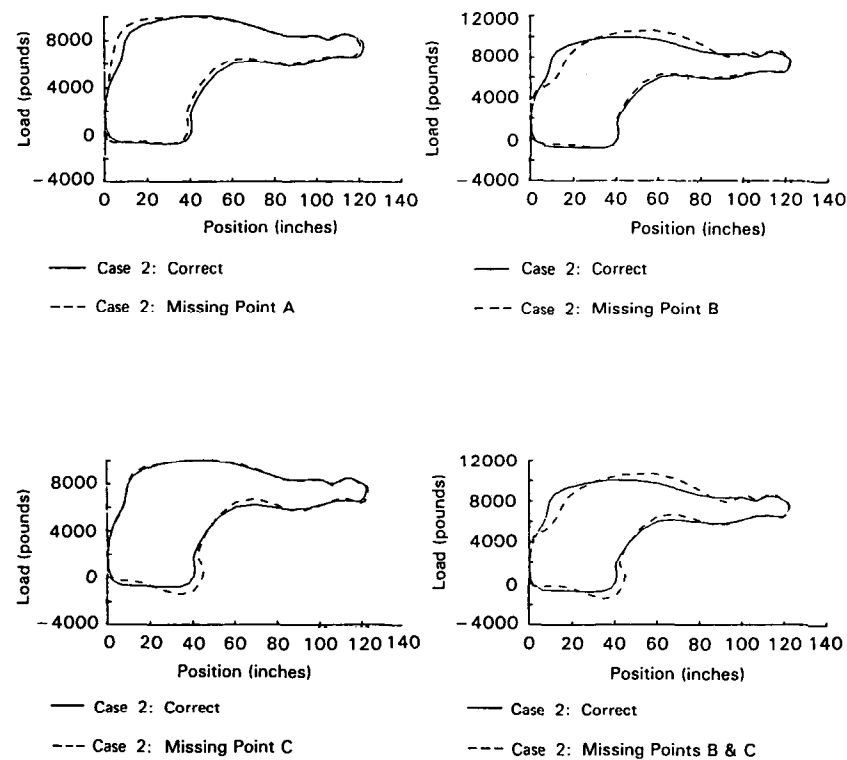 8000
4000
0
−4000
Load (pounds)
0 20 40 60 80 100 120 140
Position (inches)
Case 2: Correct
Case 2: Missing Point A
12000
8000
4000
0
−4000
Load (pounds)
0 20 40 60 80 100 120 140
Position (inches)
Case 2: Correct
Case 2: Missing Point B
8000
4000
0
−4000
Load (pounds)
0 20 40 60 80 100 120 140
Position (inches)
Case 2: Correct
Case 2: Missing Point C
12000
8000
4000
0
−4000
Load (pounds)
0 20 40 60 80 100 120 140
Position (inches)
Case 2: Correct
Case 2: Missing Points B & C